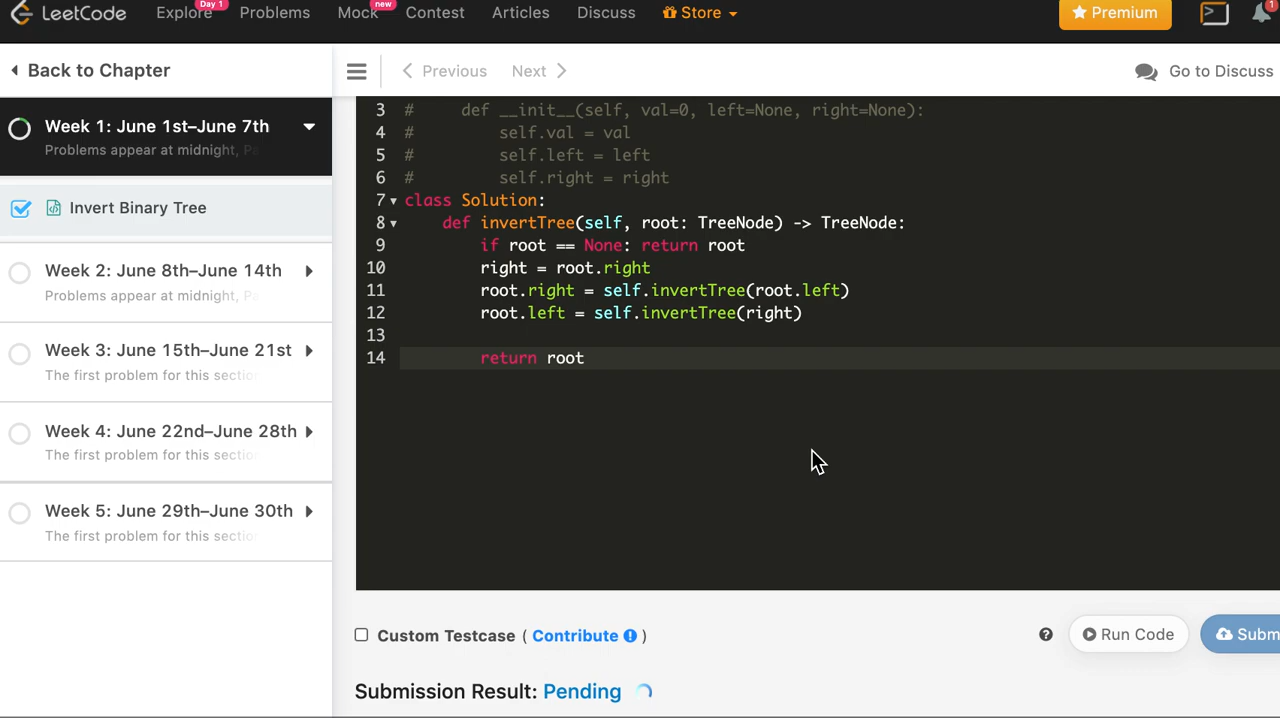 LeetCode
Explore Day 1 Problems Mock new Contest Articles Discuss Store Premium 1
Back to Chapter
Previous Next Go to Discuss
Week 1: June 1st–June 7th
Problems appear at midnight,
Invert Binary Tree
Week 2: June 8th–June 14th
Problems appear at midnight,
Week 3: June 15th–June 21st
The first problem for this
Week 4: June 22nd–June 28th
The first problem for this
Week 5: June 29th–June 30th
The first problem for this
3 # def __init__(self, val=0, left=None, right=None):
4 # self.val = val
5 # self.left = left
6 # self.right = right
7 class Solution:
8 def invertTree(self, root: TreeNode) -> TreeNode:
9 if root == None: return root
10 right = root.right
11 root.right = self.invertTree(root.left)
12 root.left = self.invertTree(right)
13
14 return root
Custom Testcase ( Contribute )
? Run Code Subm
Submission Result: Pending